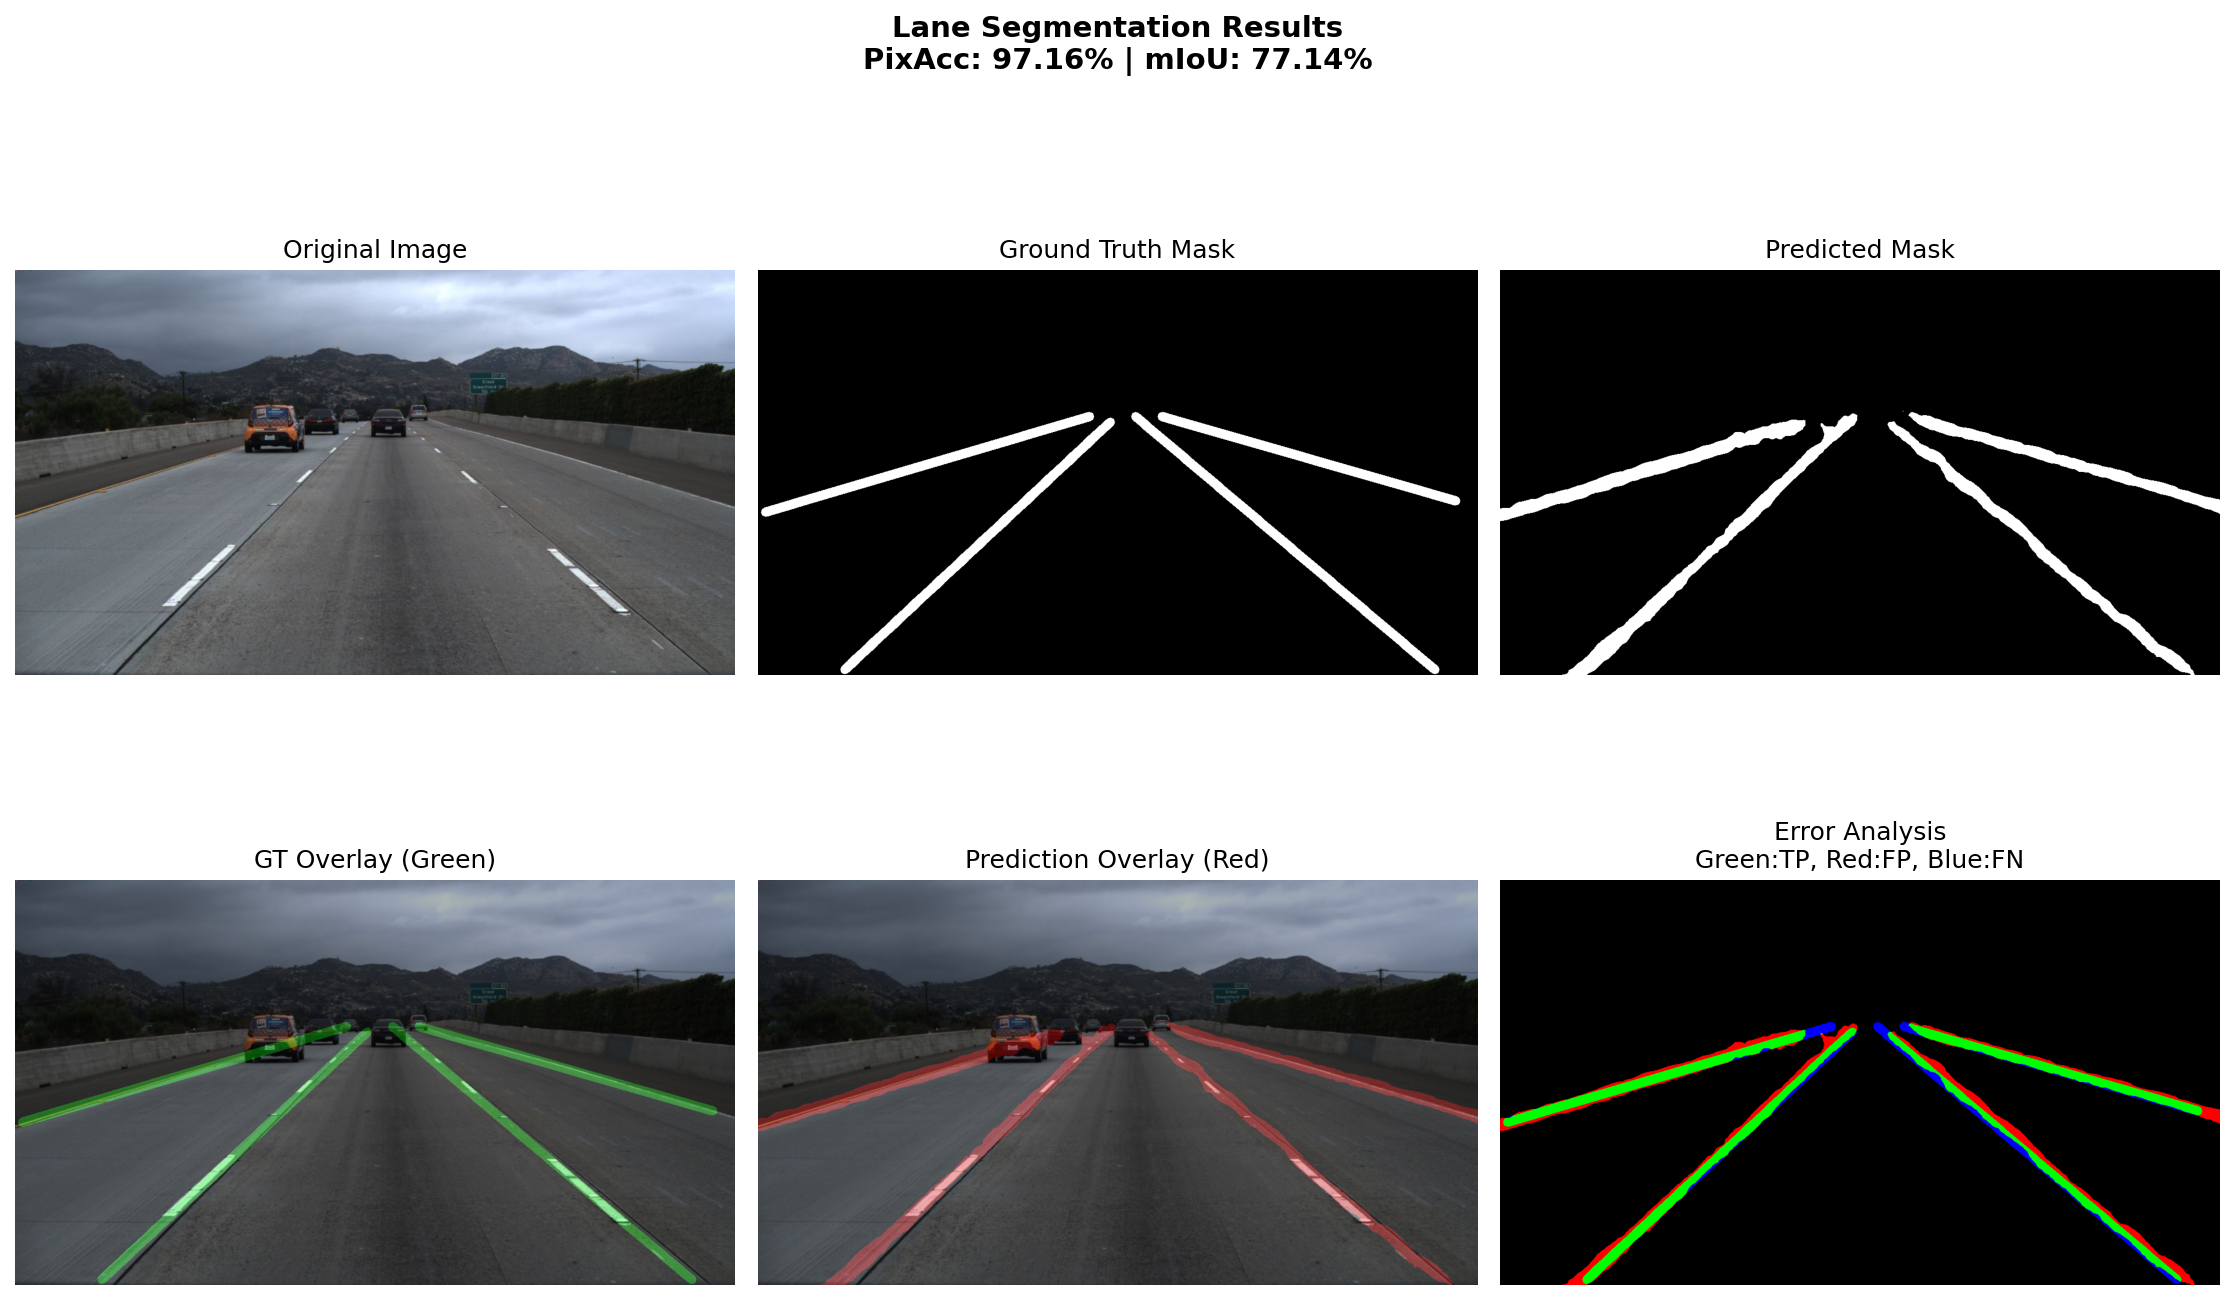 Lane Segmentation Results
PixAcc: 97.16% | mIoU: 77.14%
Original Image
Ground Truth Mask
Predicted Mask
GT Overlay (Green)
Prediction Overlay (Red)
Error Analysis
Green:TP, Red:FP, Blue:FN